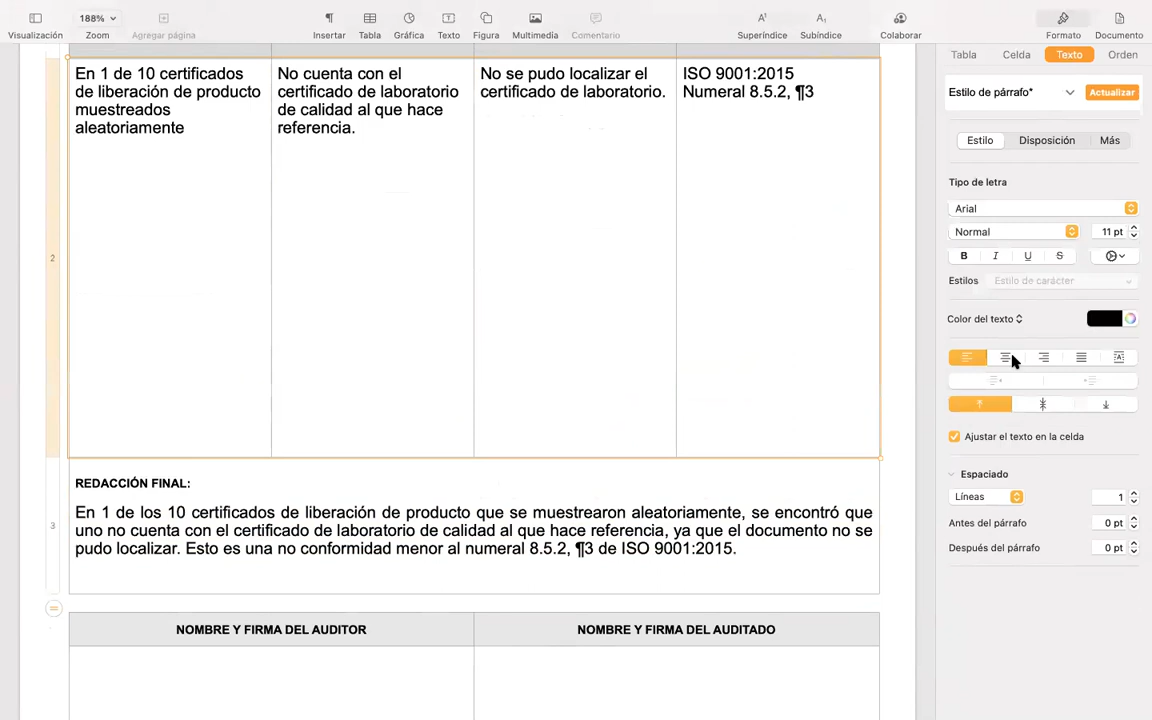 188%
Visualización
Zoom
Agregar página
Insertar
Tabla
Gráfica
Texto
Figura
Multimedia
Comentario
Superíndice
Subíndice
Colaborar
Formato
Documento
En 1 de 10 certificados
de liberación de producto
muestreados
aleatoriamente
No cuenta con el
certificado de laboratorio
de calidad al que hace
referencia.
No se pudo localizar el
certificado de laboratorio.
ISO 9001:2015
Numeral 8.5.2, ¶3
2
REDACCIÓN FINAL:
3
En 1 de los 10 certificados de liberación de producto que se muestrearon aleatoriamente, se encontró que
uno no cuenta con el certificado de laboratorio de calidad al que hace referencia, ya que el documento no se
pudo localizar. Esto es una no conformidad menor al numeral 8.5.2, ¶3 de ISO 9001:2015.
NOMBRE Y FIRMA DEL AUDITOR
NOMBRE Y FIRMA DEL AUDITADO
Tabla
Celda
Texto
Orden
Estilo de párrafo*
Actualizar
Estilo
Disposición
Más
Tipo de letra
Arial
Normal
11 pt
B I U S
Estilos
Estilo de carácter
Color del texto
Ajustar el texto en la celda
Espaciado
Líneas
1
Antes del párrafo
0 pt
Después del párrafo
0 pt